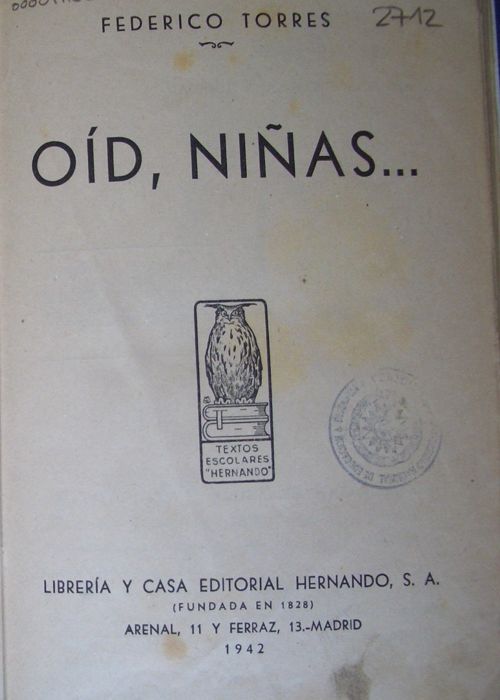 FEDERICO TORRES
2712
OÍD, NIÑAS...
TEXTOS
ESCOLARES
"HERNANDO"
LIBRERÍA Y CASA EDITORIAL HERNANDO, S. A.
(FUNDADA EN 1828)
ARENAL, 11 Y FERRAZ, 13.-MADRID
1942